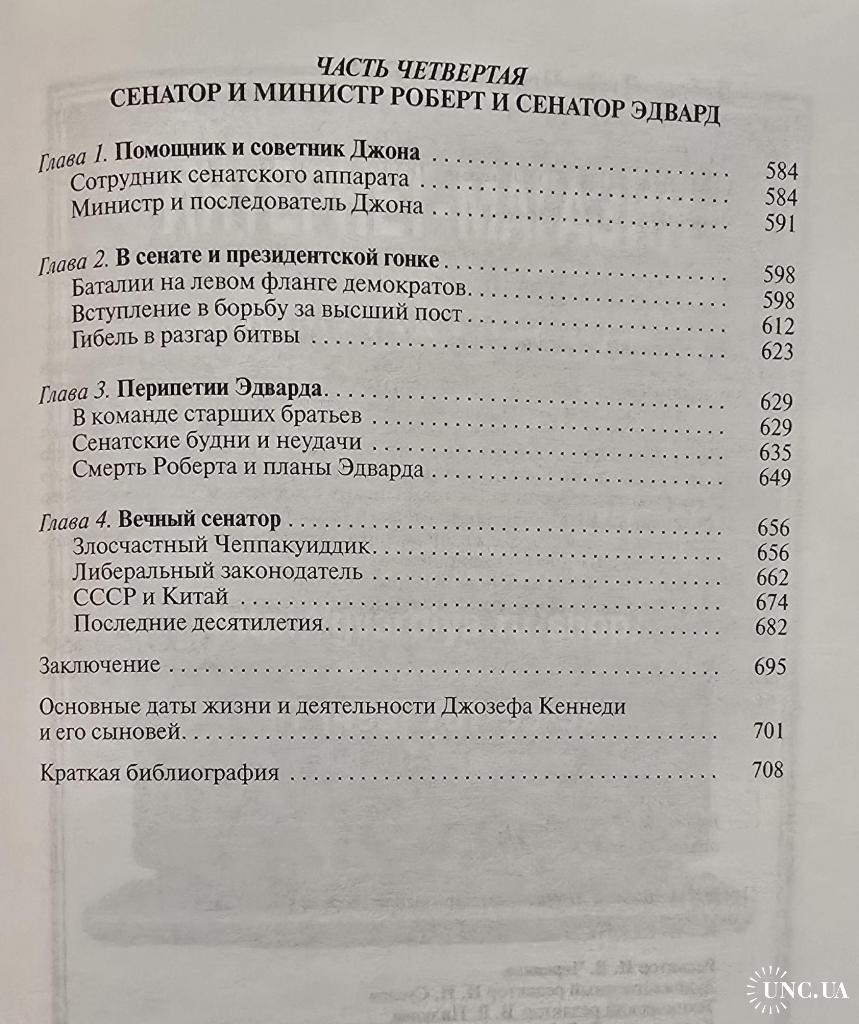 ЧАСТЬ ЧЕТВЕРТАЯ
СЕНАТОР И МИНИСТР РОБЕРТ И СЕНАТОР ЭДВАРД
Глава 1. Помощник и советник Джона . . . . . . . . . . . . . . . . . . . . . . . 584
Сотрудник сенатского аппарата . . . . . . . . . . . . . . . . . . . . . . . . 584
Министр и последователь Джона . . . . . . . . . . . . . . . . . . . . . . . 591
Глава 2. В сенате и президентской гонке . . . . . . . . . . . . . . . . . . . . . . 598
Баталии на левом фланге демократов. . . . . . . . . . . . . . . . . . . . 598
Вступление в борьбу за высший пост . . . . . . . . . . . . . . . . . . . . 612
Гибель в разгар битвы . . . . . . . . . . . . . . . . . . . . . . . . . . . . . . . . 623
Глава 3. Перипетии Эдварда. . . . . . . . . . . . . . . . . . . . . . . . . . . . . . . 629
В команде старших братьев . . . . . . . . . . . . . . . . . . . . . . . . . . . . 629
Сенатские будни и неудачи . . . . . . . . . . . . . . . . . . . . . . . . . . . . 635
Смерть Роберта и планы Эдварда . . . . . . . . . . . . . . . . . . . . . . . 649
Глава 4. Вечный сенатор . . . . . . . . . . . . . . . . . . . . . . . . . . . . . . . . . . 656
Злосчастный Чеппакуиддик. . . . . . . . . . . . . . . . . . . . . . . . . . . . 656
Либеральный законодатель . . . . . . . . . . . . . . . . . . . . . . . . . . . . 662
СССР и Китай . . . . . . . . . . . . . . . . . . . . . . . . . . . . . . . . . . . . . . . 674
Последние десятилетия. . . . . . . . . . . . . . . . . . . . . . . . . . . . . . . . 682
Заключение . . . . . . . . . . . . . . . . . . . . . . . . . . . . . . . . . . . . . . . . . . . . 695
Основные даты жизни и деятельности Джозефа Кеннеди
и его сыновей. . . . . . . . . . . . . . . . . . . . . . . . . . . . . . . . . . . . . . . . . . 701
Краткая библиография . . . . . . . . . . . . . . . . . . . . . . . . . . . . . . . . . . 708
UNC.UA